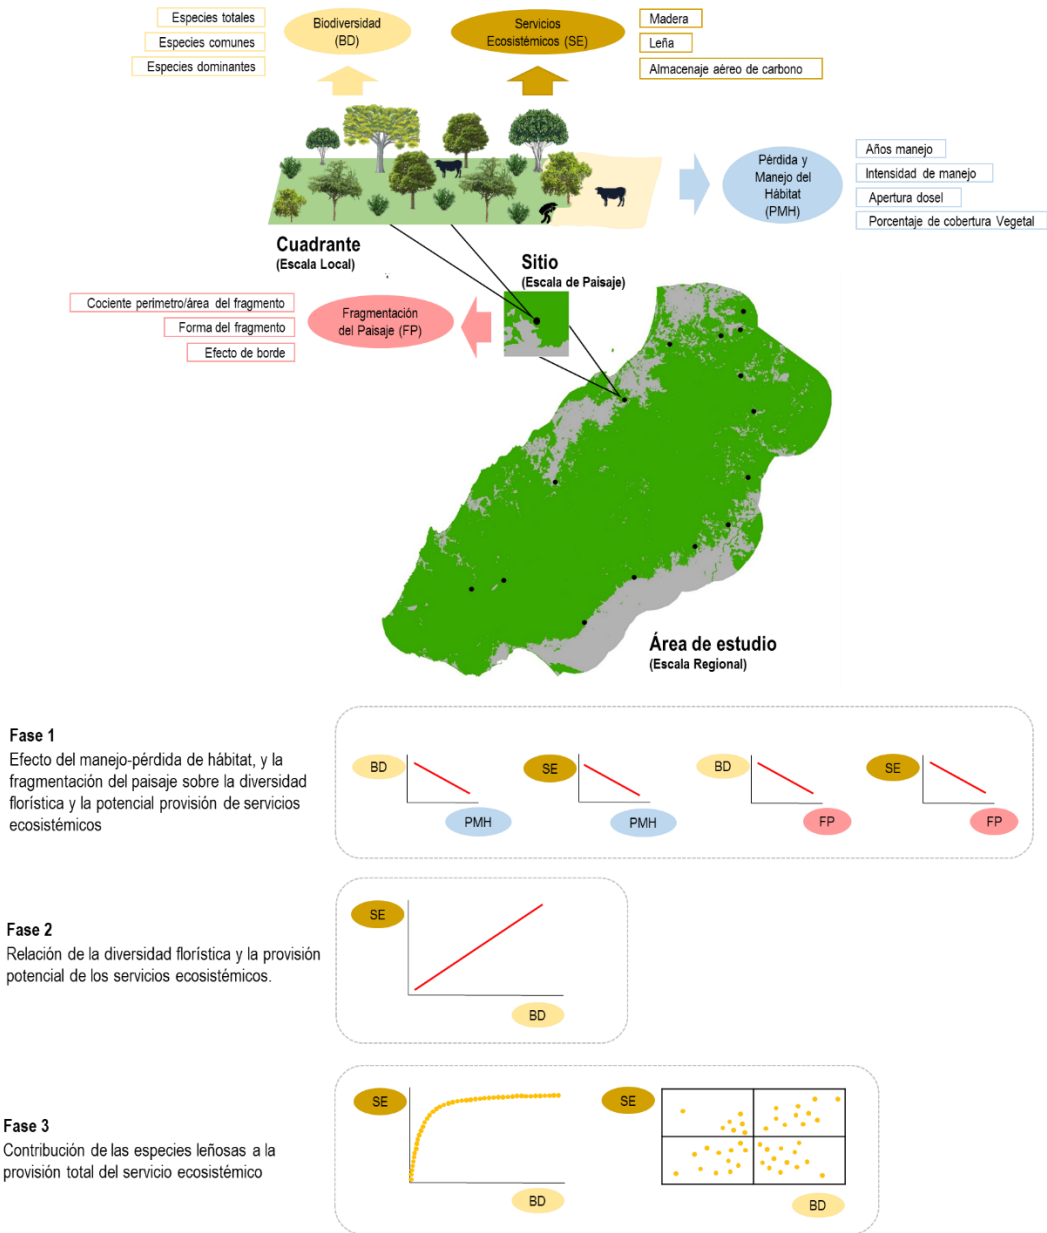 Especies totales
Especies comunes
Especies dominantes
Biodiversidad
(BD)
Servicios
Ecosistémicos (SE)
Madera
Leña
Almacenaje aéreo de carbono
Pérdida y
Manejo del
Hábitat
(PMH)
Años manejo
Intensidad de manejo
Apertura dosel
Porcentaje de cobertura Vegetal
Cuadrante
(Escala Local)
Sitio
(Escala de Paisaje)
Cociente perímetro/área del fragmento
Forma del fragmento
Efecto de borde
Fragmentación
del Paisaje (FP)
Área de estudio
(Escala Regional)
Fase 1
Efecto del manejo-pérdida de hábitat, y la
fragmentación del paisaje sobre la diversidad
florística y la potencial provisión de servicios
ecosistémicos
BD
PMH
SE
PMH
BD
FP
SE
FP
Fase 2
Relación de la diversidad florística y la provisión
potencial de los servicios ecosistémicos.
SE
BD
Fase 3
Contribución de las especies leñosas a la
provisión total del servicio ecosistémico
SE
BD
SE
BD